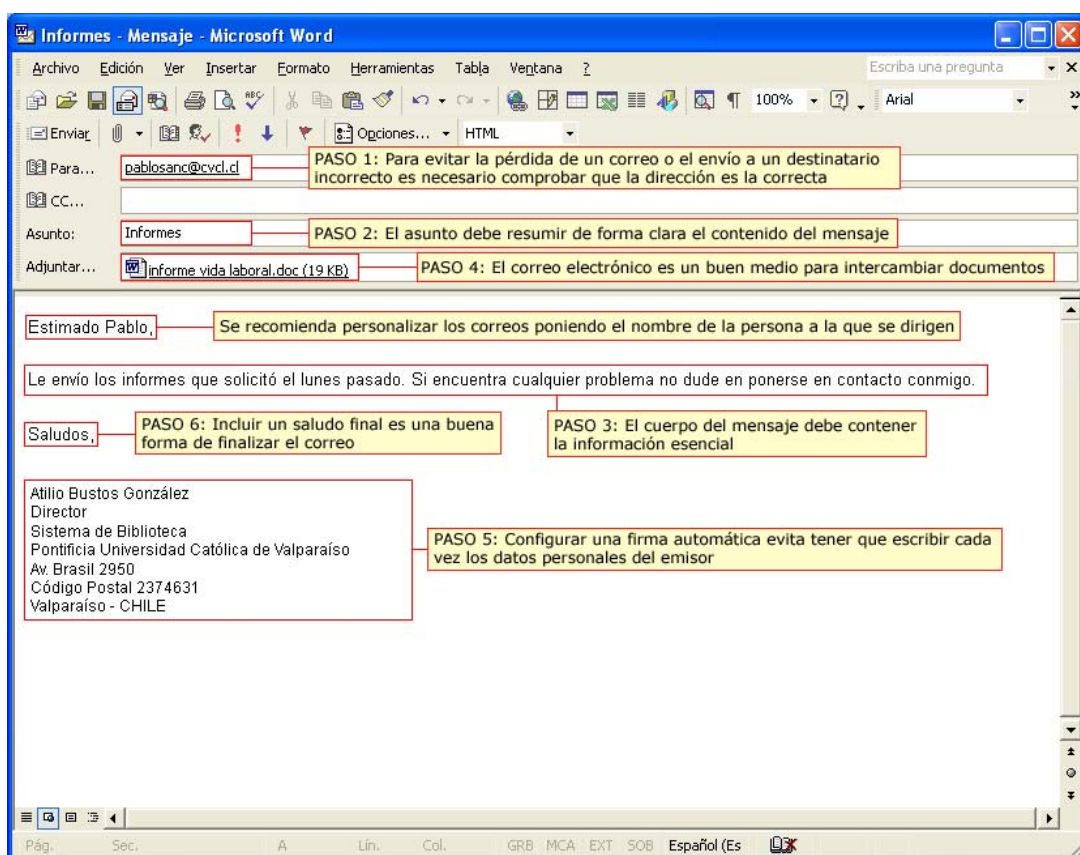 Informes - Mensaje - Microsoft Word
Archivo Edición Ver Insertar Formato Herramientas Tabla Ventana ? Escriba una pregunta
ABC 100% Arial
Enviar Opciones... HTML
Para... pablosanc@cvcl.cl
PASO 1: Para evitar la pérdida de un correo o el envío a un destinatario
incorrecto es necesario comprobar que la dirección es la correcta
CC...
Asunto: Informes PASO 2: El asunto debe resumir de forma clara el contenido del mensaje
Adjuntar... informe vida laboral.doc (19 KB) PASO 4: El correo electrónico es un buen medio para intercambiar documentos
Estimado Pablo, Se recomienda personalizar los correos poniendo el nombre de la persona a la que se dirigen
Le envío los informes que solicitó el lunes pasado. Si encuentra cualquier problema no dude en ponerse en contacto conmigo.
Saludos,
PASO 6: Incluir un saludo final es una buena
forma de finalizar el correo
PASO 3: El cuerpo del mensaje debe contener
la información esencial
Atilio Bustos González
Director
Sistema de Biblioteca
Pontificia Universidad Católica de Valparaíso
Av. Brasil 2950
Código Postal 2374631
Valparaíso - CHILE
PASO 5: Configurar una firma automática evita tener que escribir cada
vez los datos personales del emisor
Pág. Sec. A Lín. Col. GRB MCA EXT SOB Español (Es